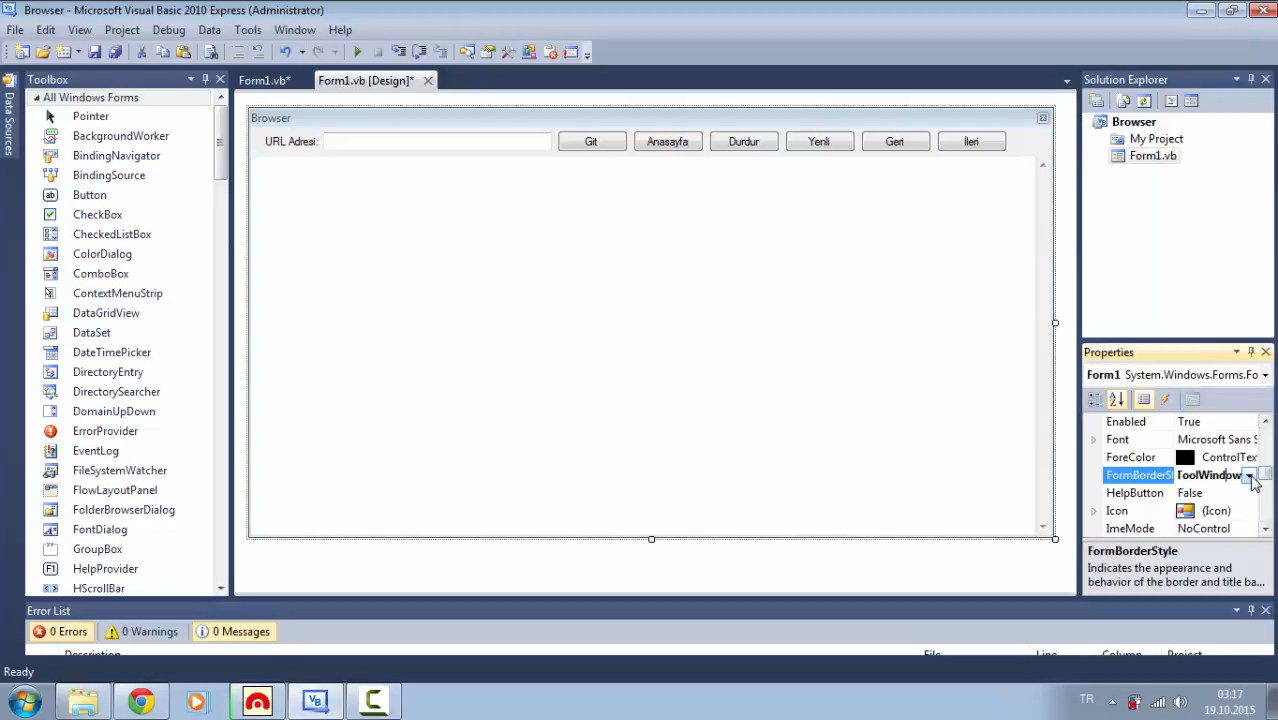 Browser - Microsoft Visual Basic 2010 Express (Administrator)
File Edit View Project Debug Data Tools Window Help
Data Sources
Toolbox
All Windows Forms
Pointer
BackgroundWorker
BindingNavigator
BindingSource
Button
CheckBox
CheckedListBox
ColorDialog
ComboBox
ContextMenuStrip
DataGridView
DataSet
DateTimePicker
DirectoryEntry
DirectorySearcher
DomainUpDown
ErrorProvider
EventLog
FileSystemWatcher
FlowLayoutPanel
FolderBrowserDialog
FontDialog
GroupBox
HelpProvider
HScrollBar
Form1.vb* Form1.vb [Design]*
Browser
URL Adresi: Git Anasayfa Durdur Yenli Geri İleri
Solution Explorer
Browser
My Project
Form1.vb
Properties
Form1 System.Windows.Forms.Fo
Enabled True
Font Microsoft Sans S
ForeColor ControlTex
FormBorderSt ToolWindow
HelpButton False
Icon (Icon)
ImeMode NoControl
FormBorderStyle
Indicates the appearance and
behavior of the border and title ba...
Error List
0 Errors 0 Warnings 0 Messages
Description File Line Column Project
Ready
TR 03:17
19.10.2015